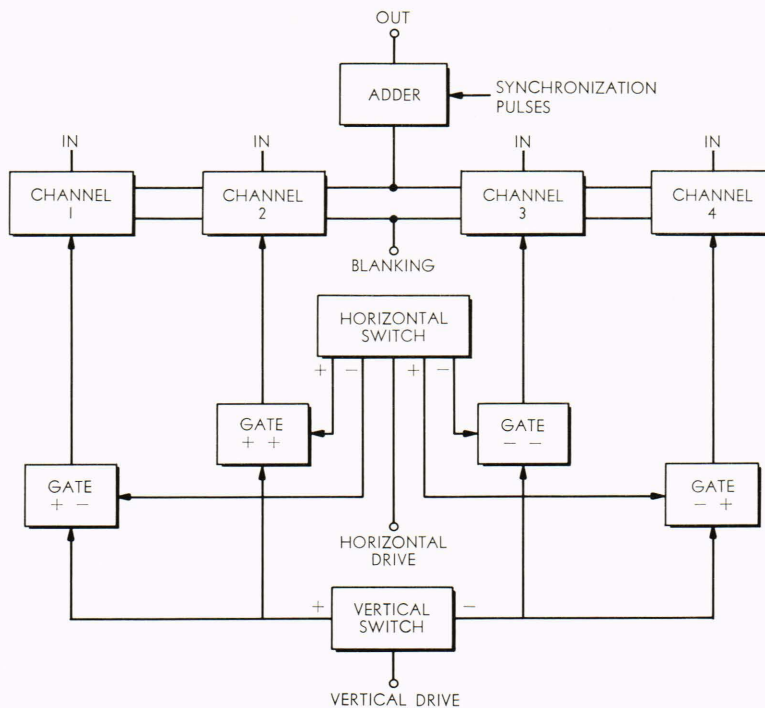 OUT
ADDER
SYNCHRONIZATION
PULSES
IN
IN
IN
IN
CHANNEL
1
CHANNEL
2
CHANNEL
3
CHANNEL
4
BLANKING
HORIZONTAL
SWITCH
+ − + −
GATE
+ +
GATE
− −
GATE
+ −
GATE
− +
HORIZONTAL
DRIVE
+
VERTICAL
SWITCH
−
VERTICAL DRIVE